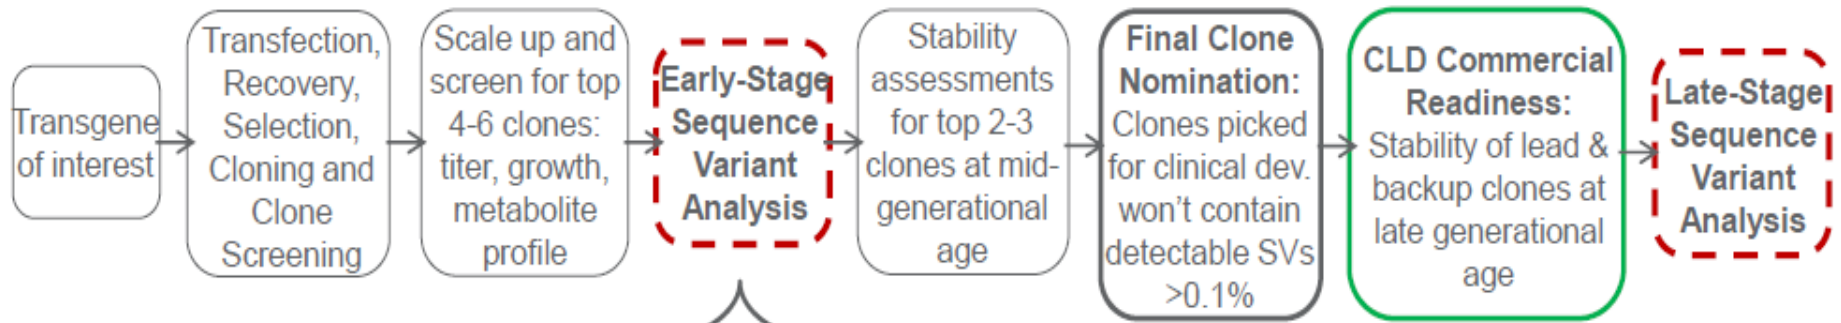 Transgene
of interest
Transfection,
Recovery,
Selection,
Cloning and
Clone
Screening
Scale up and
screen for top
4-6 clones:
titer, growth,
metabolite
profile
Early-Stage
Sequence
Variant
Analysis
Stability
assessments
for top 2-3
clones at mid-
generational
age
Final Clone
Nomination:
Clones picked
for clinical dev.
won't contain
detectable SVs
>0.1%
CLD Commercial
Readiness:
Stability of lead &
backup clones at
late generational
age
Late-Stage
Sequence
Variant
Analysis